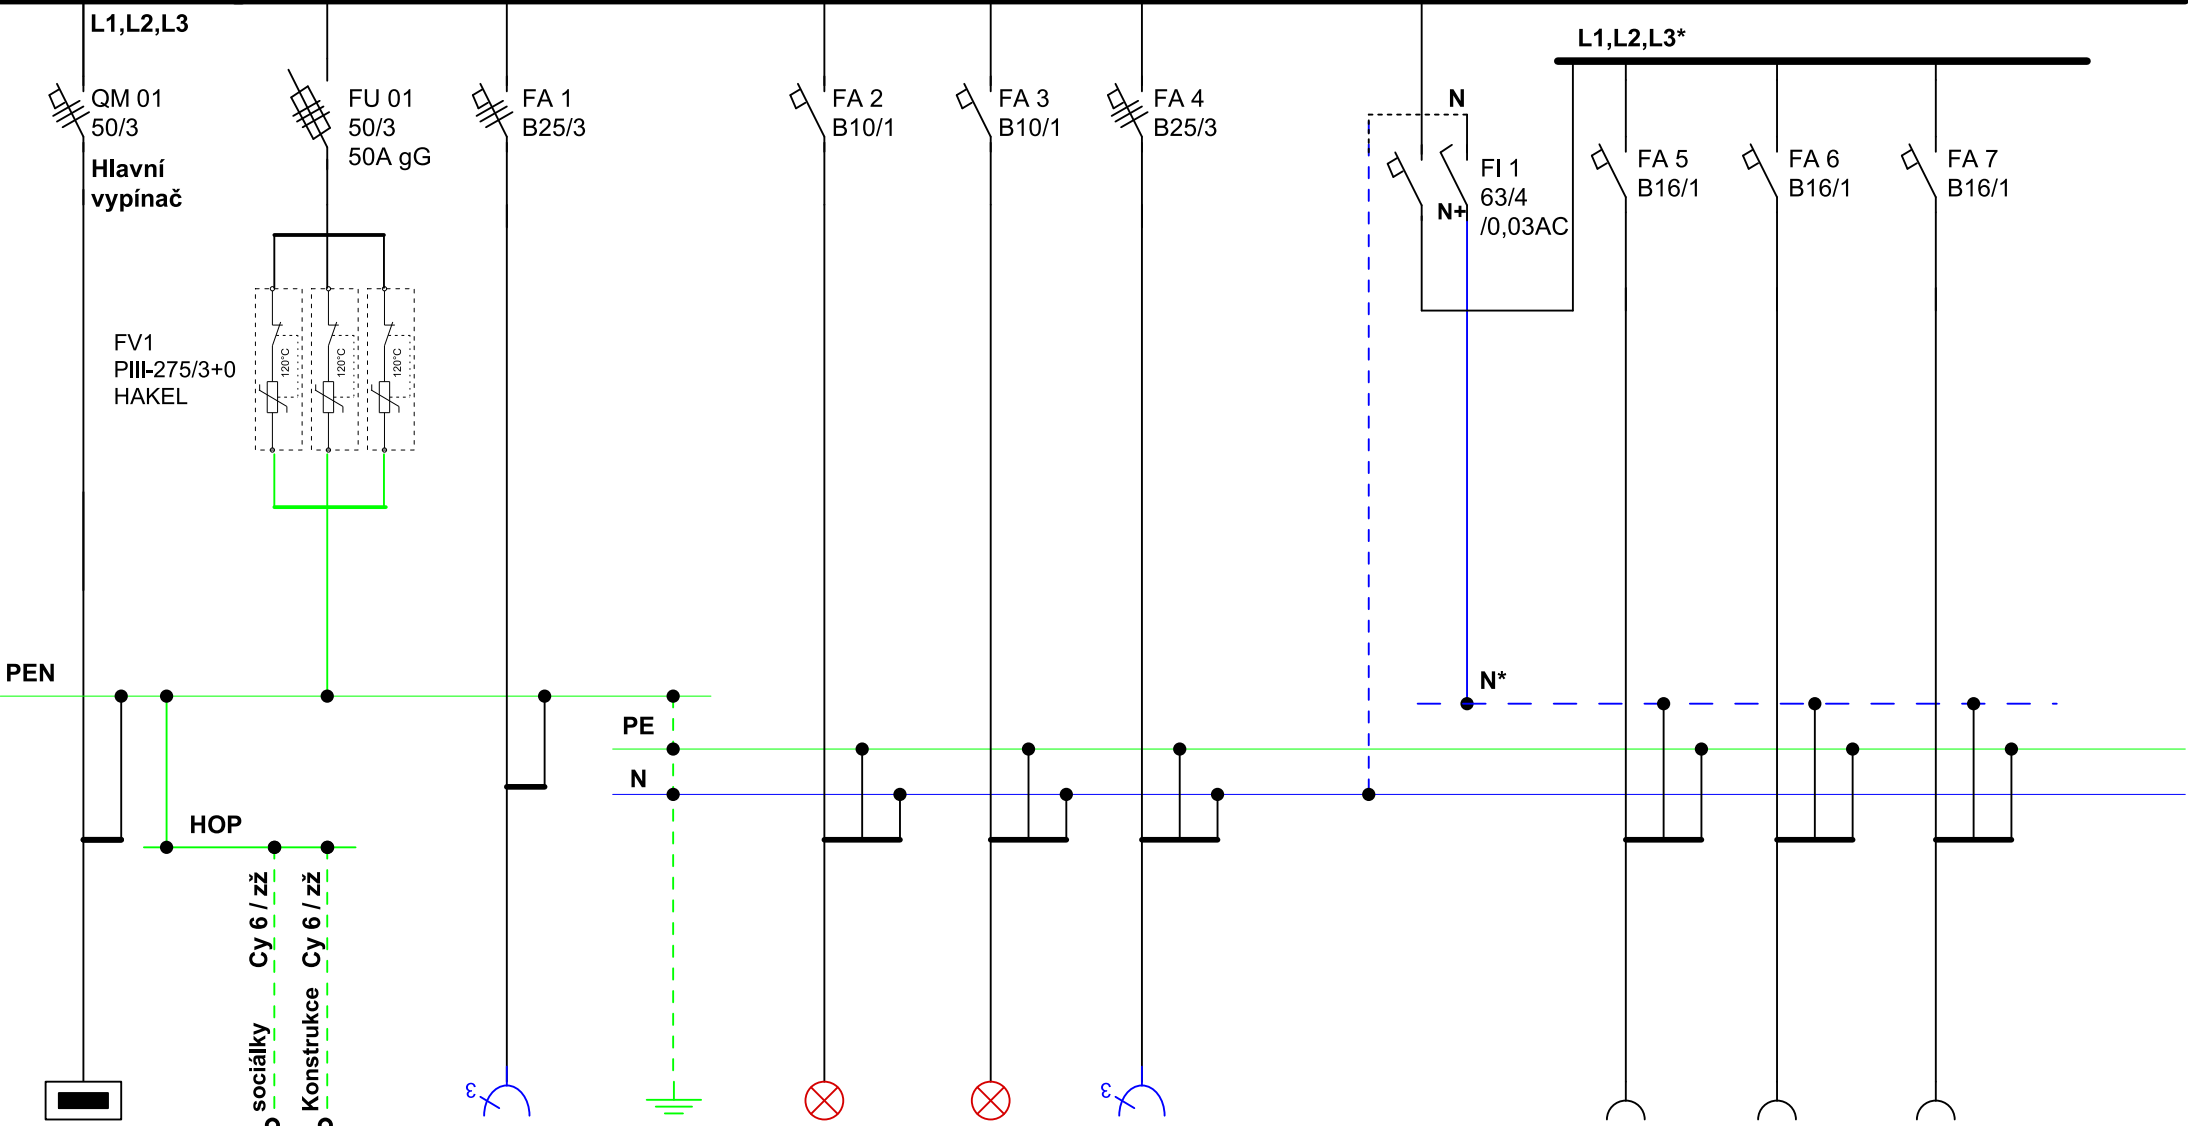 L1,L2,L3
QM 01
50/3
Hlavní
vypínač
FU 01
50/3
50A gG
FA 1
B25/3
FA 2
B10/1
FA 3
B10/1
FA 4
B25/3
N
N+
FI 1
63/4
/0,03AC
L1,L2,L3*
FA 5
B16/1
FA 6
B16/1
FA 7
B16/1
FV1
PIII-275/3+0
HAKEL
120°C
120°C
120°C
PEN
PE
N
N*
HOP
sociálky Cy 6 / zž
Konstrukce Cy 6 / zž
3
3